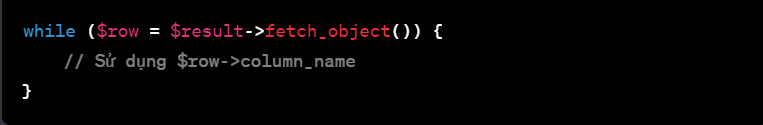 while ($row = $result->fetch_object()) {
    // Sử dụng $row->column_name
}